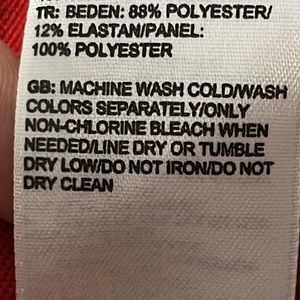 TR: BEDEN: 88% POLYESTER/
12% ELASTAN/PANEL:
100% POLYESTER
GB: MACHINE WASH COLD/WASH
COLORS SEPARATELY/ONLY
NON-CHLORINE BLEACH WHEN
NEEDED/LINE DRY OR TUMBLE
DRY LOW/DO NOT IRON/DO NOT
DRY CLEAN